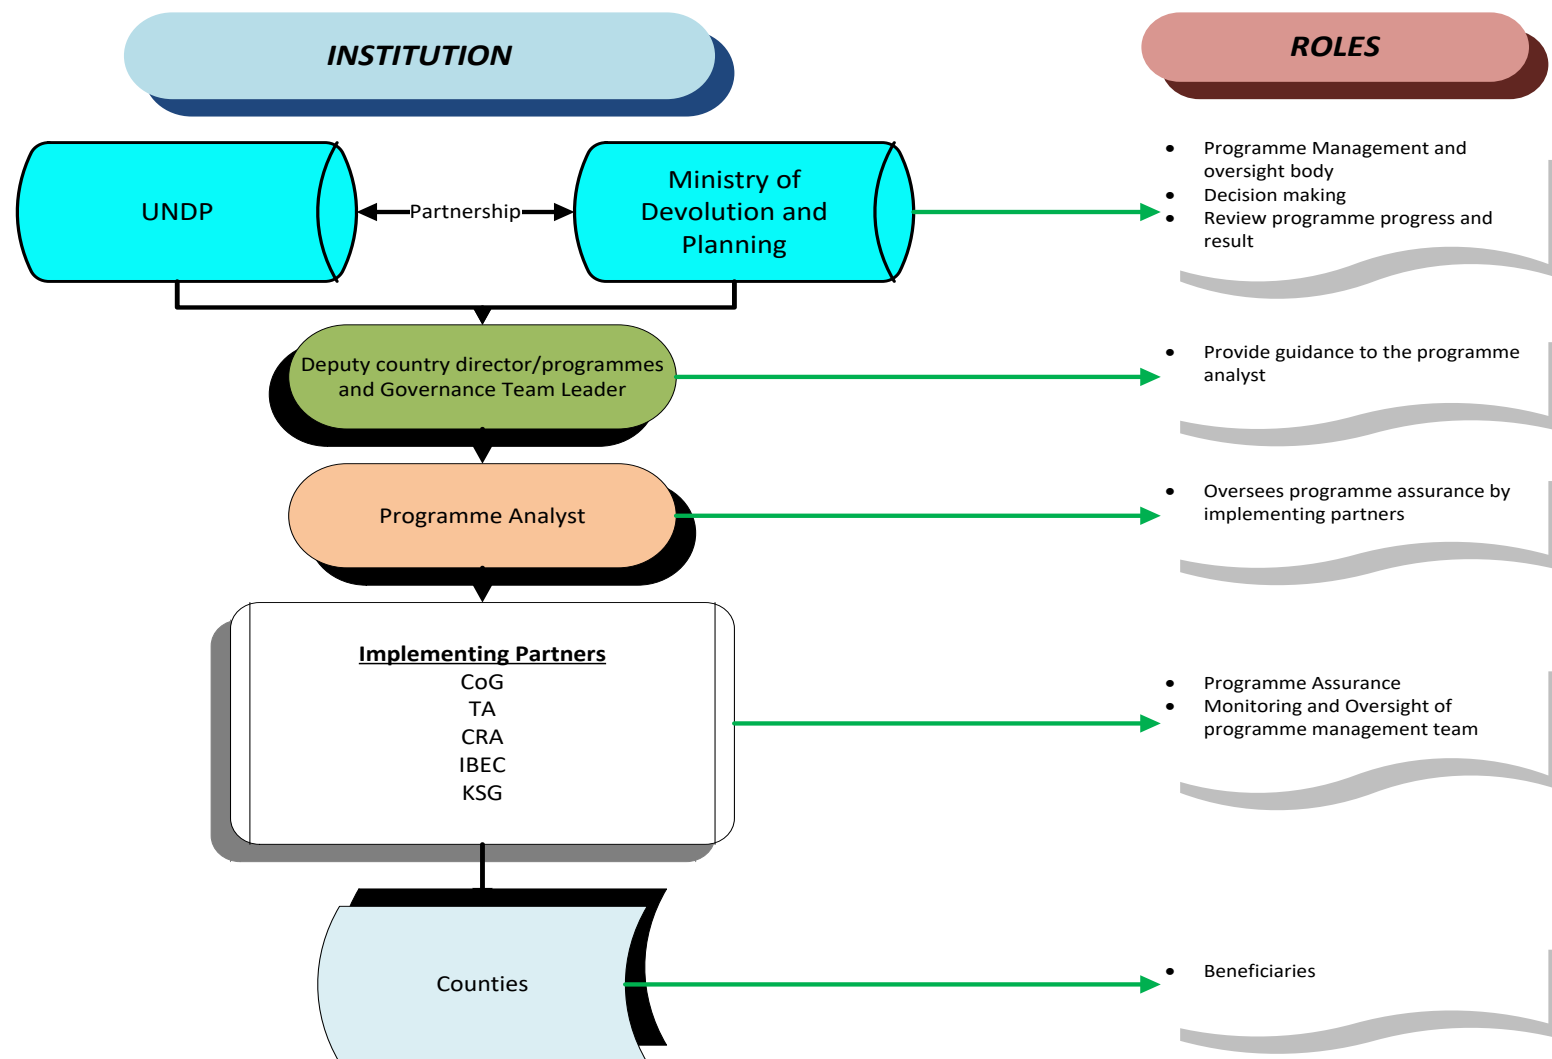 INSTITUTION
ROLES
UNDP
Partnership
Ministry of
Devolution and
Planning
• Programme Management and
oversight body
• Decision making
• Review programme progress and
result
Deputy country director/programmes
and Governance Team Leader
• Provide guidance to the programme
analyst
Programme Analyst
• Oversees programme assurance by
implementing partners
Implementing Partners
CoG
TA
CRA
IBEC
KSG
• Programme Assurance
• Monitoring and Oversight of
programme management team
Counties
• Beneficiaries